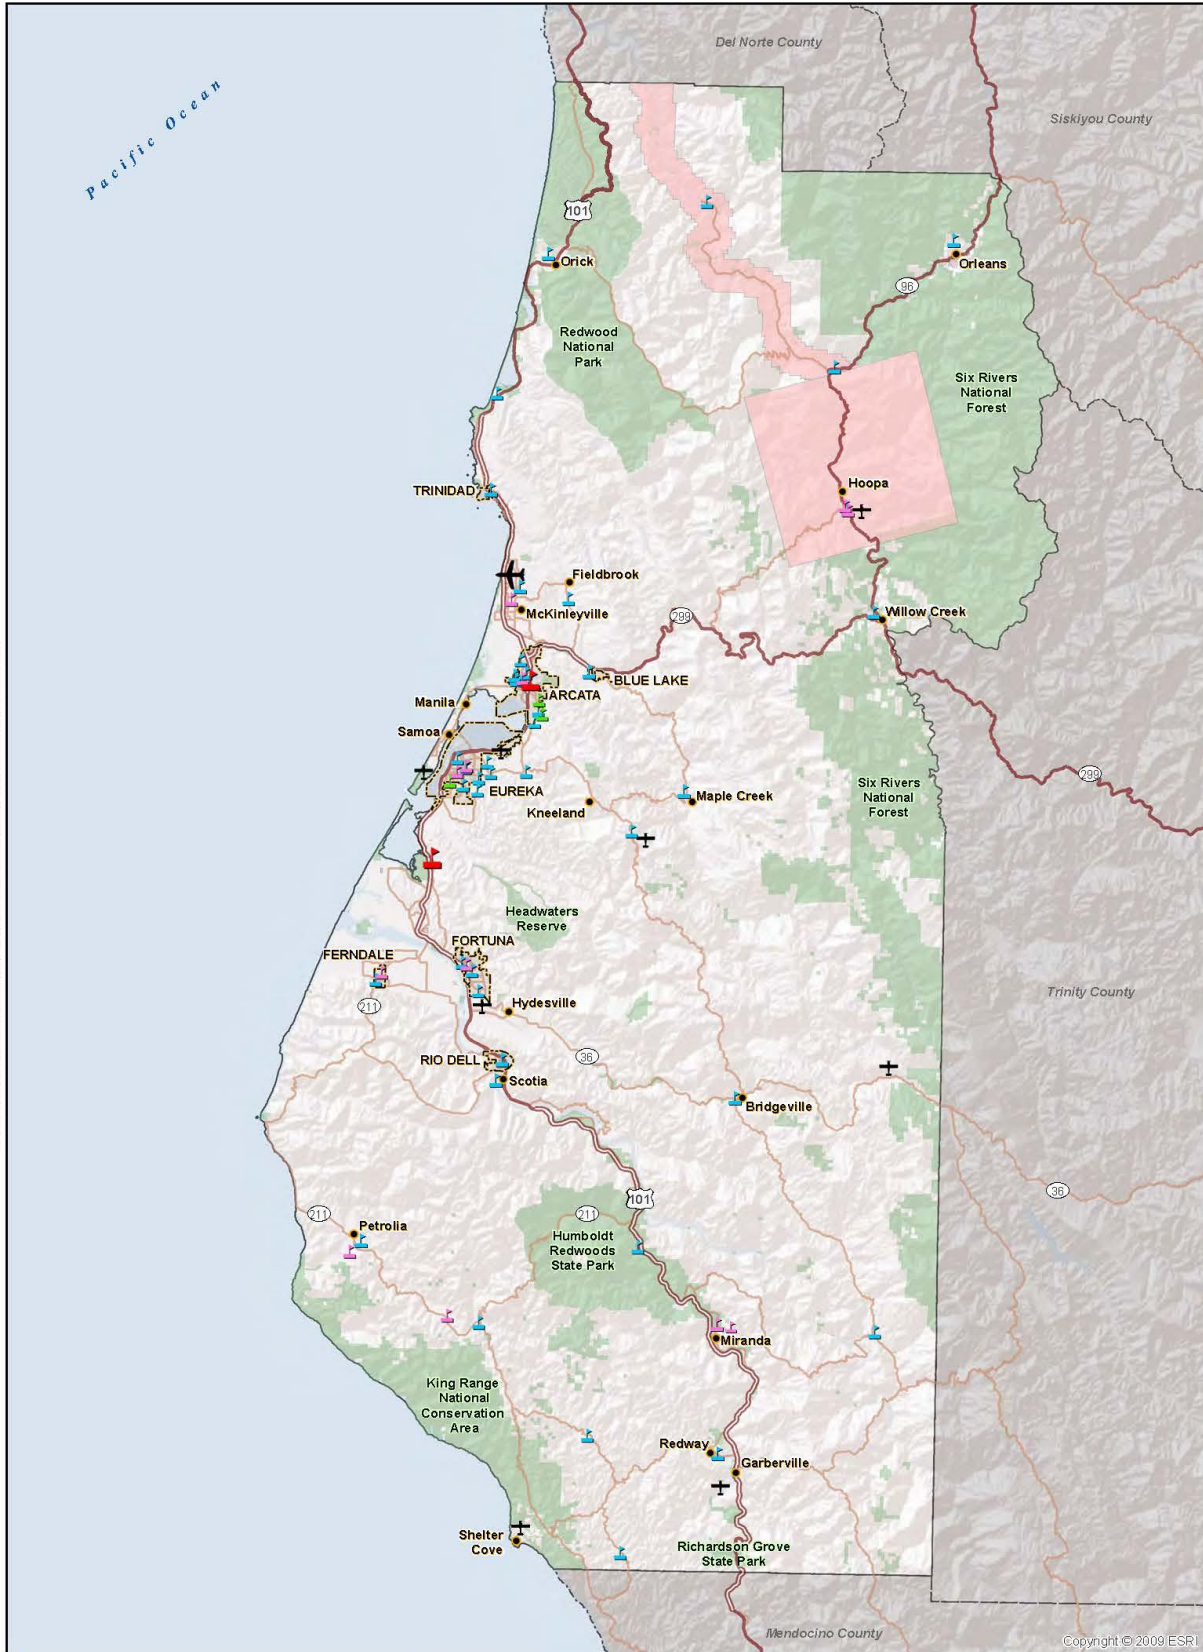 Del Norte County
Pacific Ocean
Siskiyou County
101
Orick
Orleans
96
Redwood
National
Park
Six Rivers
National
Forest
Hoopa
TRINIDAD
Fieldbrook
McKinleyville
299
Willow Creek
BLUE LAKE
ARCATA
Manila
Samoa
299
EUREKA
Kneeland
Maple Creek
Six Rivers
National
Forest
Headwaters
Reserve
FORTUNA
FERNDALE
211
Hydesville
Trinity County
36
RIO DELL
Scotia
Bridgeville
36
101
211
211
Petrolia
Humboldt
Redwoods
State Park
Miranda
King Range
National
Conservation
Area
Redway
Garberville
Shelter
Cove
Richardson Grove
State Park
Mendocino County
Copyright © 2009 ESRI